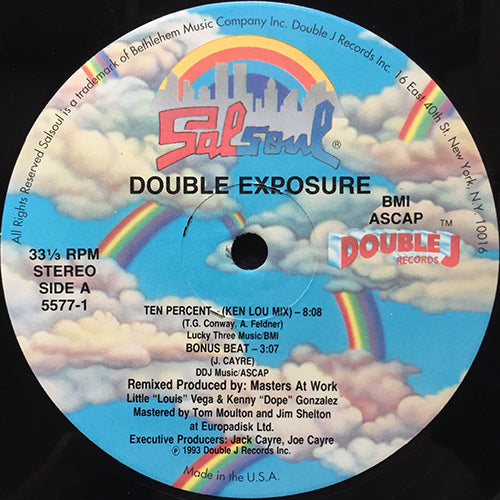 All Rights Reserved Salsoul is a trademark of Bethlehem Music Company Inc. Double J Records Inc. 16 East 40th St. New York, N.Y. 10016
Salsoul®
DOUBLE EXPOSURE
BMI
ASCAP
DOUBLE J™
RECORDS
33⅓ RPM
STEREO
SIDE A
5577-1
TEN PERCENT - (KEN LOU MIX) – 8:08
(T.G. Conway, A. Feldner)
Lucky Three Music/BMI
BONUS BEAT - 3:07
(J. CAYRE)
DDJ Music/ASCAP
Remixed Produced by: Masters At Work
Little "Louis" Vega & Kenny "Dope" Gonzalez
Mastered by Tom Moulton and Jim Shelton
at Europadisk Ltd.
Executive Producers: Jack Cayre, Joe Cayre
℗ 1993 Double J Records Inc.
Made in the U.S.A.